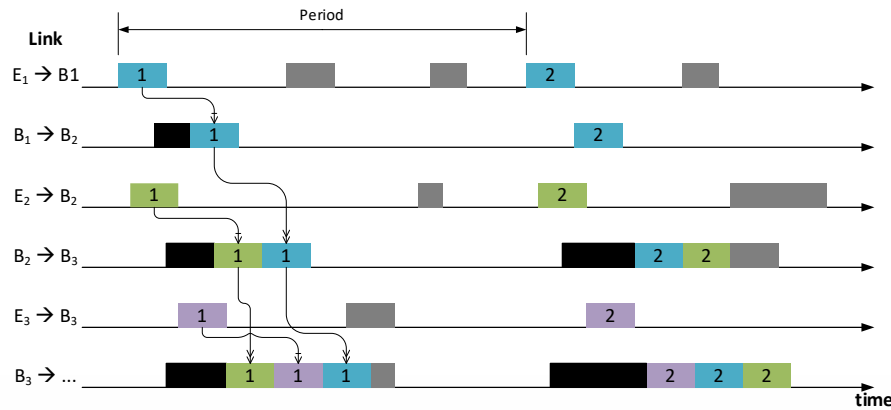 Period
Link
E₁ → B1
1
2
B₁ → B₂
1
2
E₂ → B₂
1
2
B₂ → B₃
1 1
2 2
E₃ → B₃
1
2
B₃ → ...
1 1 1
2 2 2
time